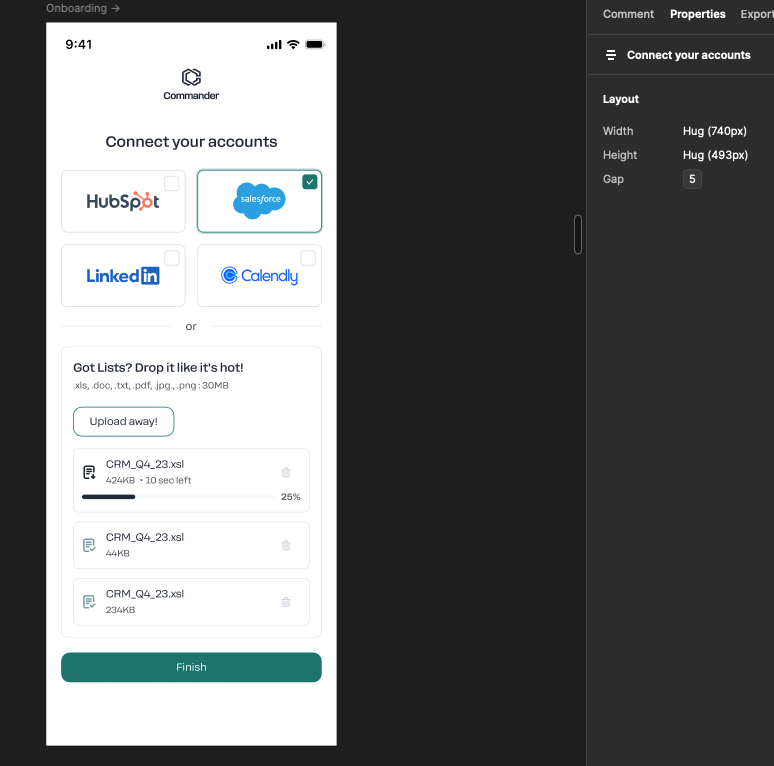 Onboarding →
9:41
Commander
Connect your accounts
HubSpot
salesforce
Linkedin
Calendly
or
Got Lists? Drop it like it's hot!
.xls, .doc, .txt, .pdf, .jpg., .png : 30MB
Upload away!
CRM_Q4_23.xsl
424KB • 10 sec left
25%
CRM_Q4_23.xsl
44KB
CRM_Q4_23.xsl
234KB
Finish
Comment Properties Export
Connect your accounts
Layout
Width Hug (740px)
Height Hug (493px)
Gap 5